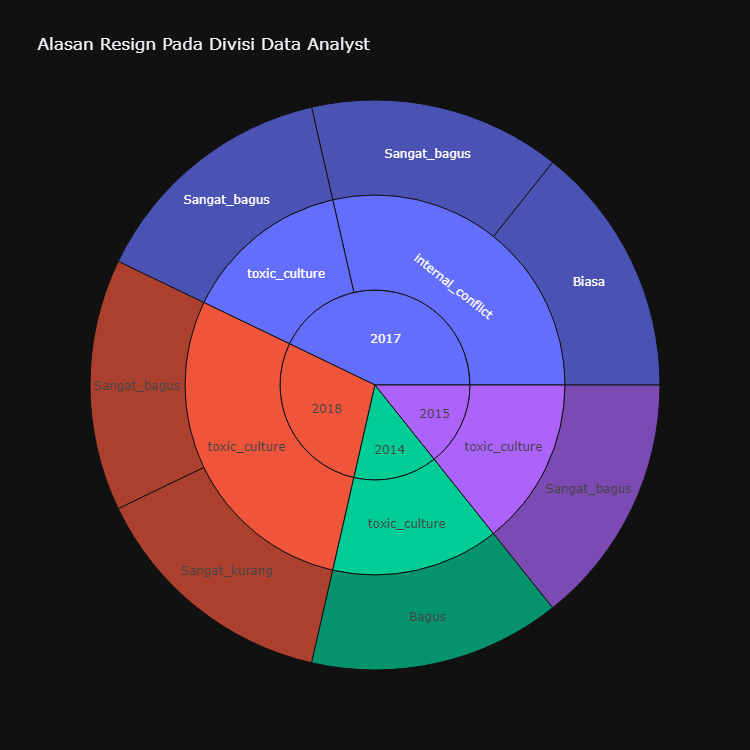 Alasan Resign Pada Divisi Data Analyst
Sangat_bagus
Sangat_bagus
Biasa
toxic_culture
internal_conflict
2017
Sangat_bagus
2018
2015
toxic_culture
2014
toxic_culture
Sangat_bagus
toxic_culture
Sangat_kurang
Bagus